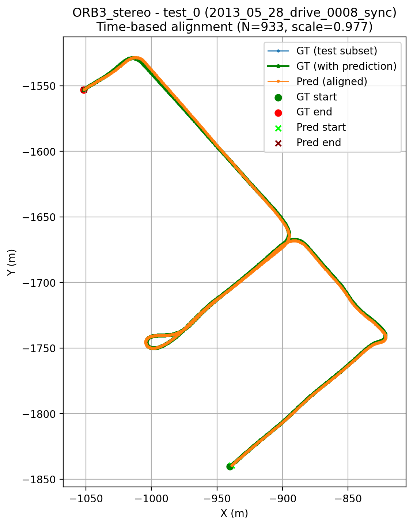 ORB3_stereo - test_0 (2013_05_28_drive_0008_sync)
Time-based alignment (N=933, scale=0.977)
GT (test subset)
GT (with prediction)
Pred (aligned)
GT start
GT end
Pred start
Pred end
Y (m)
−1550
−1600
−1650
−1700
−1750
−1800
−1850
−1050
−1000
−950
−900
−850
X (m)